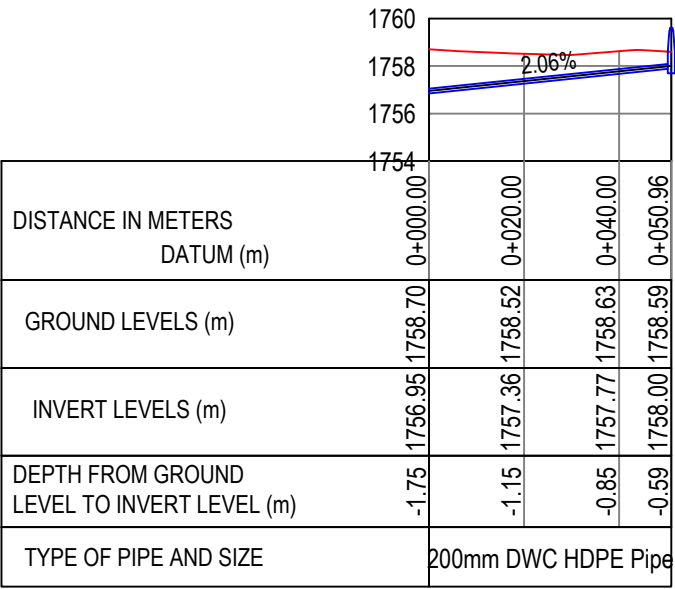 1760
1758
2.06%
1756
1754
DISTANCE IN METERS
DATUM (m)
0+000.00
0+020.00
0+040.00
0+050.96
GROUND LEVELS (m)
1758.70
1758.52
1758.63
1758.59
INVERT LEVELS (m)
1756.95
1757.36
1757.77
1758.00
DEPTH FROM GROUND
LEVEL TO INVERT LEVEL (m)
-1.75
-1.15
-0.85
-0.59
TYPE OF PIPE AND SIZE
200mm DWC HDPE Pipe